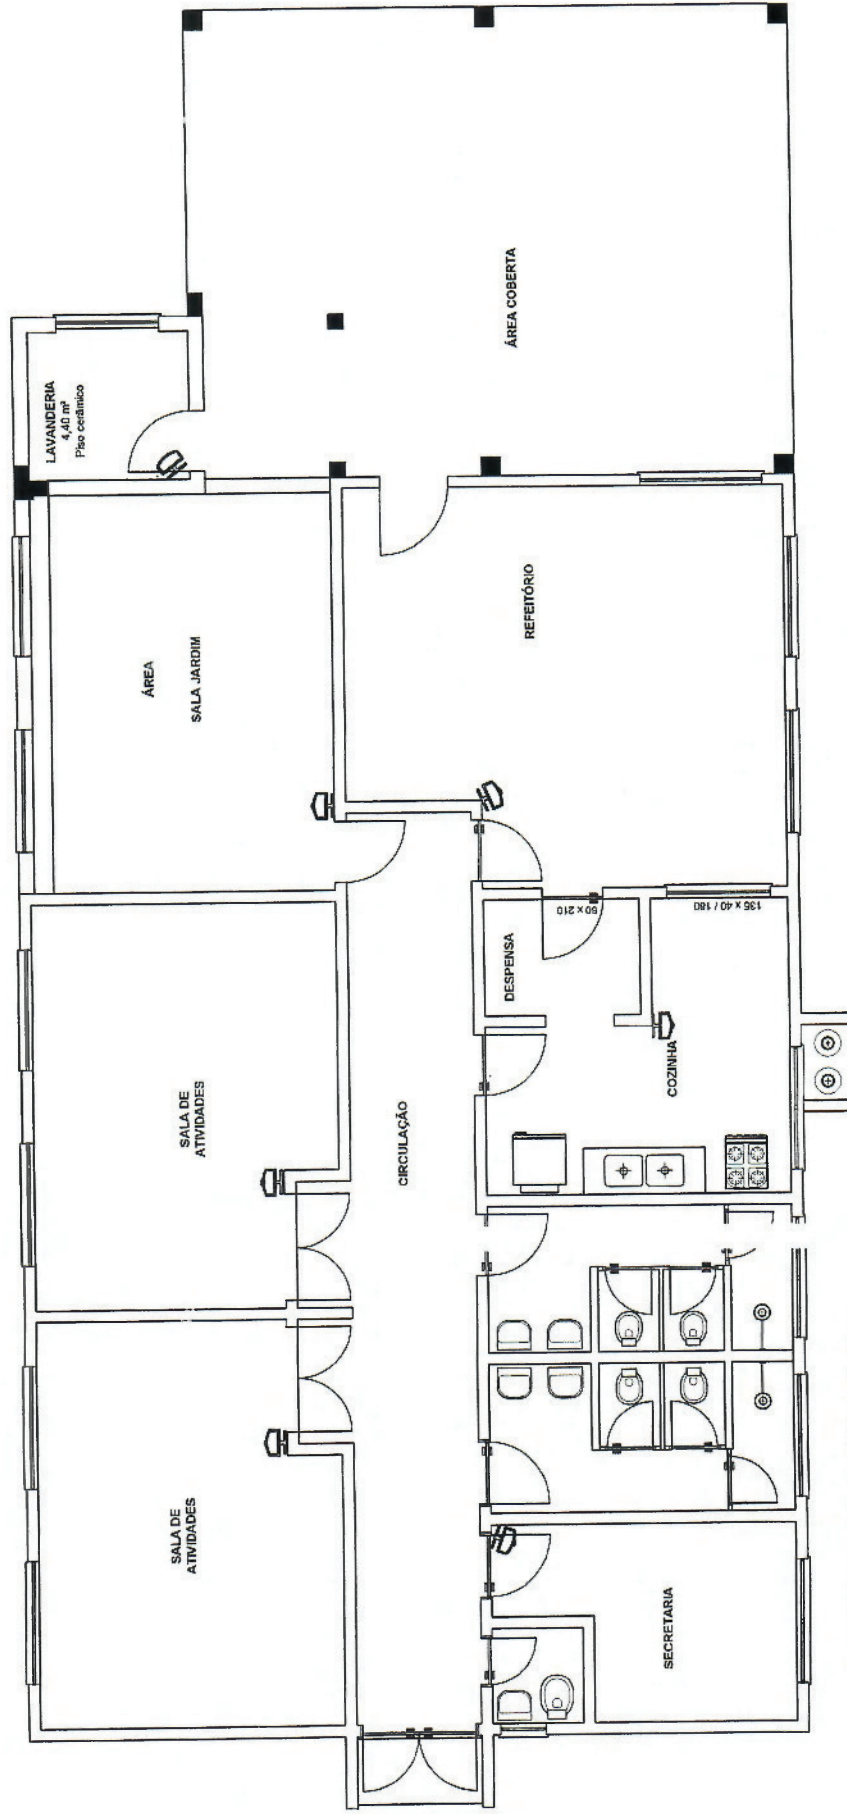 LAVANDERIA
4,40 m²
Piso cerâmico
ÁREA COBERTA
ÁREA
SALA JARDIM
REFEITÓRIO
SALA DE
ATIVIDADES
CIRCULAÇÃO
DESPENSA
60 x 210
135 x 40 / 180
COZINHA
SALA DE
ATIVIDADES
SECRETARIA